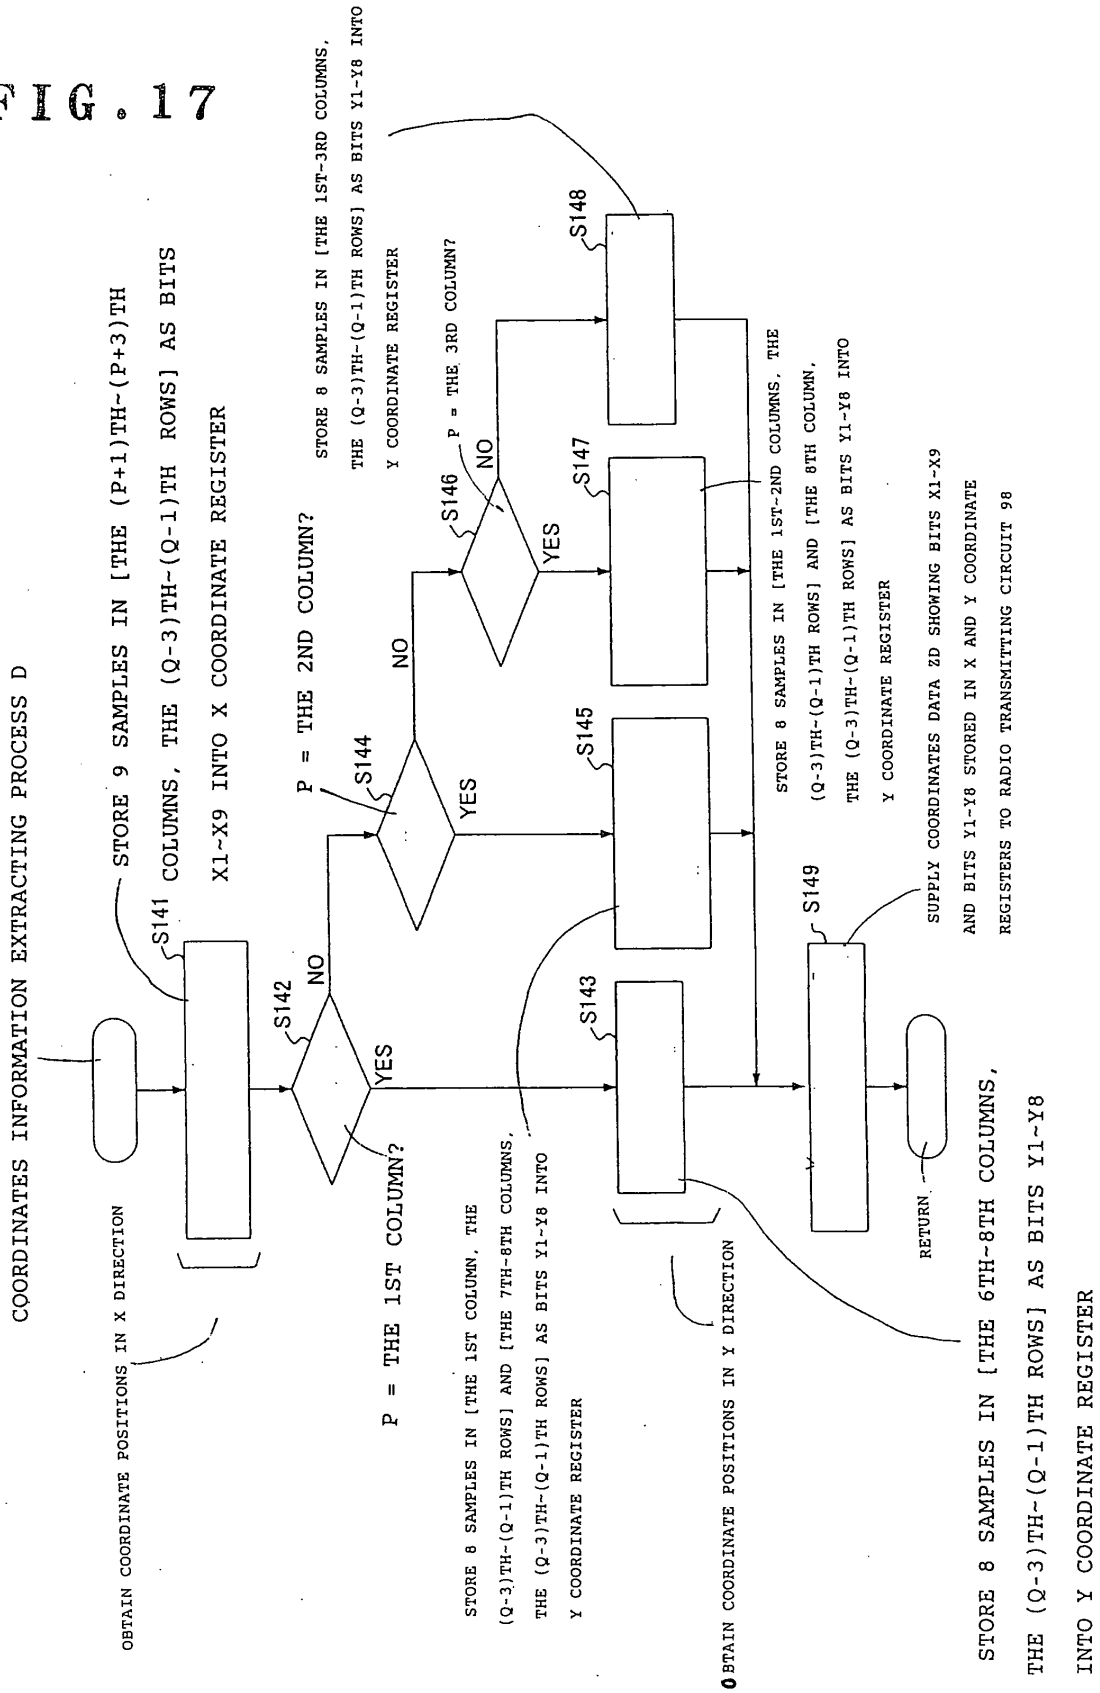 FIG.17
COORDINATES INFORMATION EXTRACTING PROCESS D
OBTAIN COORDINATE POSITIONS IN X DIRECTION
S141
STORE 9 SAMPLES IN [THE (P+1)TH~(P+3)TH
COLUMNS, THE (Q-3)TH~(Q-1)TH ROWS] AS BITS
X1~X9 INTO X COORDINATE REGISTER
S142
P = THE 1ST COLUMN?
NO
YES
S144
P = THE 2ND COLUMN?
NO
YES
S146
P = THE 3RD COLUMN?
NO
YES
STORE 8 SAMPLES IN [THE 1ST-3RD COLUMNS,
THE (Q-3)TH~(Q-1)TH ROWS] AS BITS Y1-Y8 INTO
Y COORDINATE REGISTER
S148
S147
S145
S143
STORE 8 SAMPLES IN [THE 1ST COLUMN, THE
(Q-3)TH~(Q-1)TH ROWS] AND [THE 7TH-8TH COLUMNS,
THE (Q-3)TH~(Q-1)TH ROWS] AS BITS Y1-Y8 INTO
Y COORDINATE REGISTER
STORE 8 SAMPLES IN [THE 1ST-2ND COLUMNS, THE
(Q-3)TH~(Q-1)TH ROWS] AND [THE 8TH COLUMN,
THE (Q-3)TH~(Q-1)TH ROWS] AS BITS Y1-Y8 INTO
Y COORDINATE REGISTER
OBTAIN COORDINATE POSITIONS IN Y DIRECTION
STORE 8 SAMPLES IN [THE 6TH~8TH COLUMNS,
THE (Q-3)TH~(Q-1)TH ROWS] AS BITS Y1~Y8
INTO Y COORDINATE REGISTER
S149
SUPPLY COORDINATES DATA ZD SHOWING BITS X1-X9
AND BITS Y1-Y8 STORED IN X AND Y COORDINATE
REGISTERS TO RADIO TRANSMITTING CIRCUIT 98
RETURN